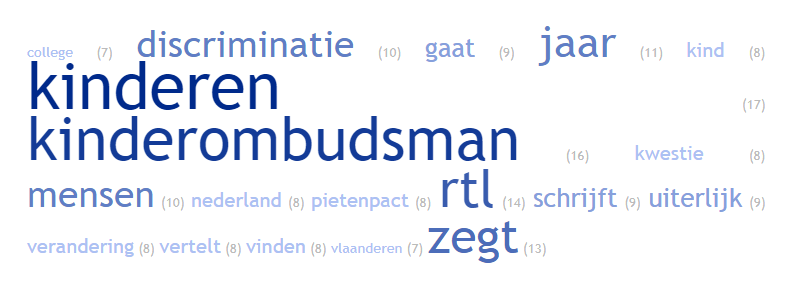 college (7) discriminatie (10) gaat (9) jaar (11) kind (8)
kinderen (17)
kinderombudsman (16) kwestie (8)
mensen (10) nederland (8) pietenpact (8) rtl (14) schrijft (9) uiterlijk (9)
verandering (8) vertelt (8) vinden (8) vlaanderen (7) zegt (13)